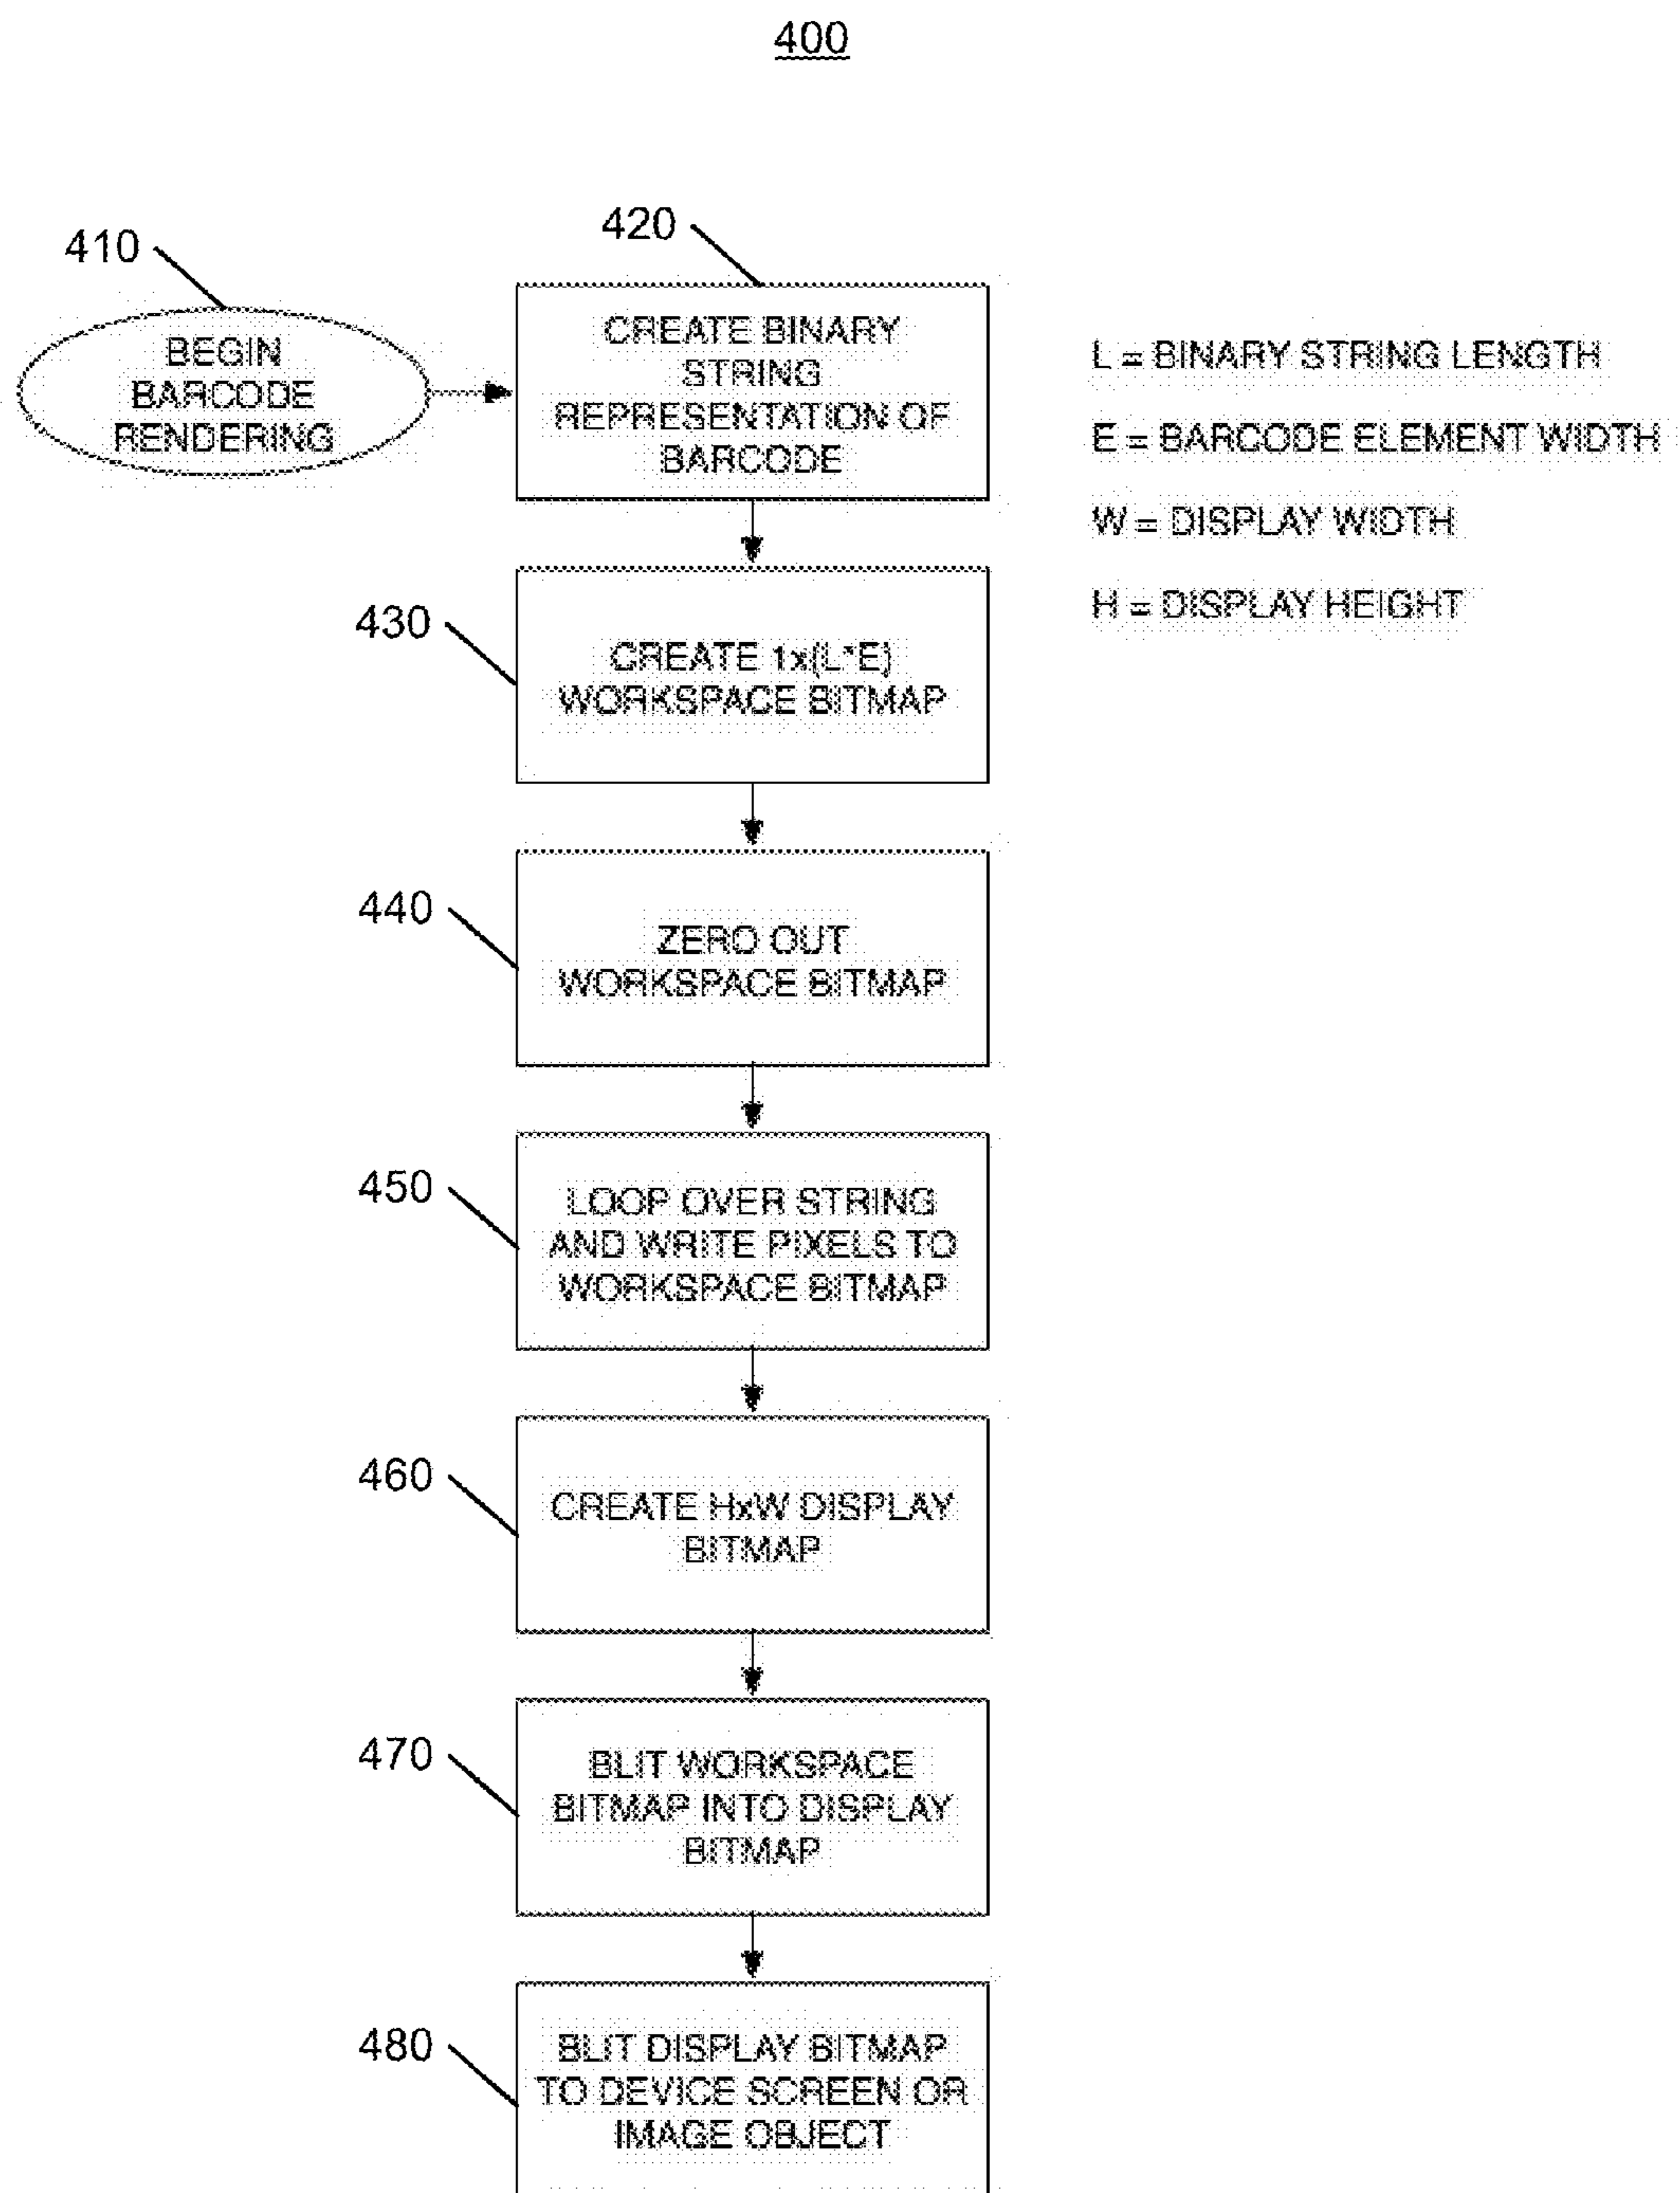 400
410
BEGIN
BARCODE
RENDERING
420
CREATE BINARY
STRING
REPRESENTATION OF
BARCODE
L = BINARY STRING LENGTH
E = BARCODE ELEMENT WIDTH
W = DISPLAY WIDTH
H = DISPLAY HEIGHT
430
CREATE 1x(L*E)
WORKSPACE BITMAP
440
ZERO OUT
WORKSPACE BITMAP
450
LOOP OVER STRING
AND WRITE PIXELS TO
WORKSPACE BITMAP
460
CREATE HxW DISPLAY
BITMAP
470
BLIT WORKSPACE
BITMAP INTO DISPLAY
BITMAP
480
BLIT DISPLAY BITMAP
TO DEVICE SCREEN OR
IMAGE OBJECT